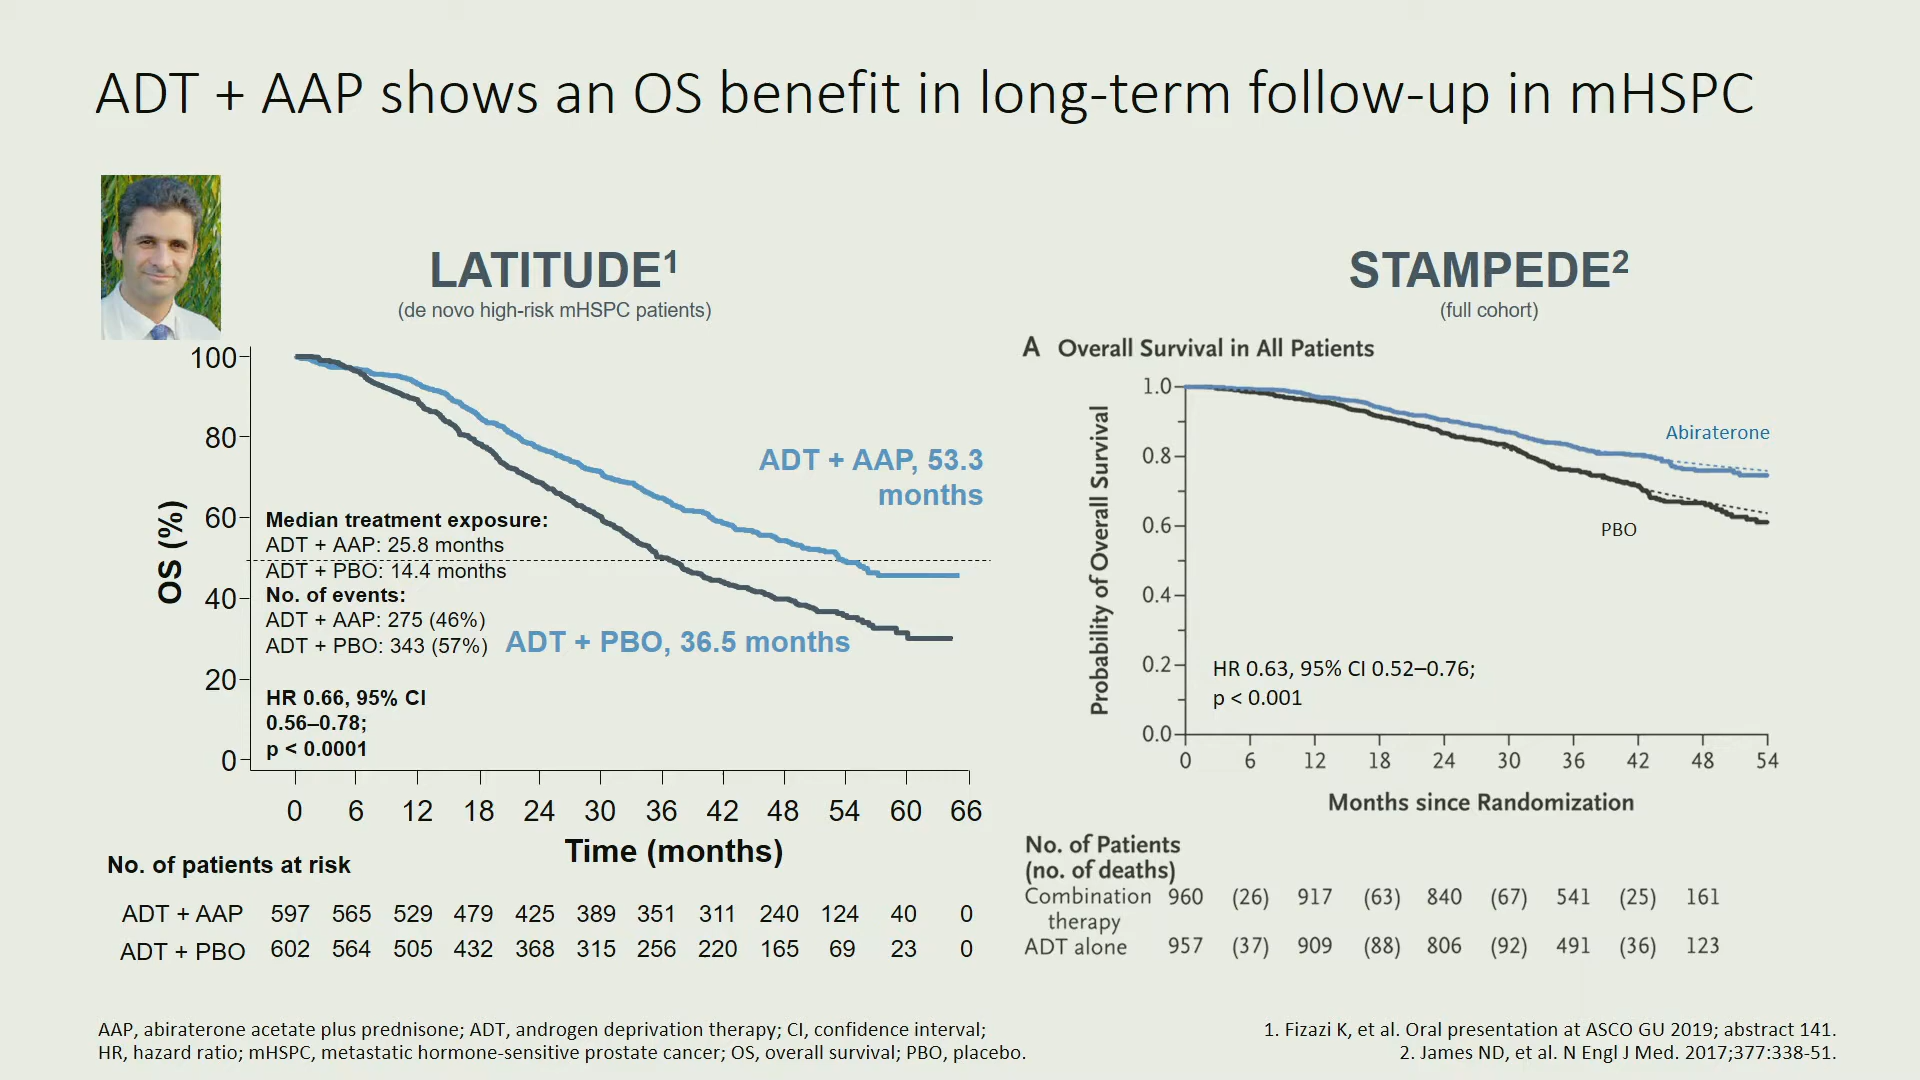 ADT + AAP shows an OS benefit in long-term follow-up in mHSPC
LATITUDE¹
(de novo high-risk mHSPC patients)
100
80
60
40
20
0
OS (%)
ADT + AAP, 53.3
months
Median treatment exposure:
ADT + AAP: 25.8 months
ADT + PBO: 14.4 months
No. of events:
ADT + AAP: 275 (46%)
ADT + PBO: 343 (57%)
ADT + PBO, 36.5 months
HR 0.66, 95% CI
0.56–0.78;
p < 0.0001
0 6 12 18 24 30 36 42 48 54 60 66
Time (months)
No. of patients at risk
ADT + AAP 597 565 529 479 425 389 351 311 240 124 40 0
ADT + PBO 602 564 505 432 368 315 256 220 165 69 23 0
STAMPEDE²
(full cohort)
A Overall Survival in All Patients
1.0
0.8
0.6
0.4
0.2
0.0
Probability of Overall Survival
Abiraterone
PBO
HR 0.63, 95% CI 0.52–0.76;
p < 0.001
0 6 12 18 24 30 36 42 48 54
Months since Randomization
No. of Patients
(no. of deaths)
Combination 960 (26) 917 (63) 840 (67) 541 (25) 161
therapy
ADT alone 957 (37) 909 (88) 806 (92) 491 (36) 123
AAP, abiraterone acetate plus prednisone; ADT, androgen deprivation therapy; CI, confidence interval;
HR, hazard ratio; mHSPC, metastatic hormone-sensitive prostate cancer; OS, overall survival; PBO, placebo.
1. Fizazi K, et al. Oral presentation at ASCO GU 2019; abstract 141.
2. James ND, et al. N Engl J Med. 2017;377:338-51.